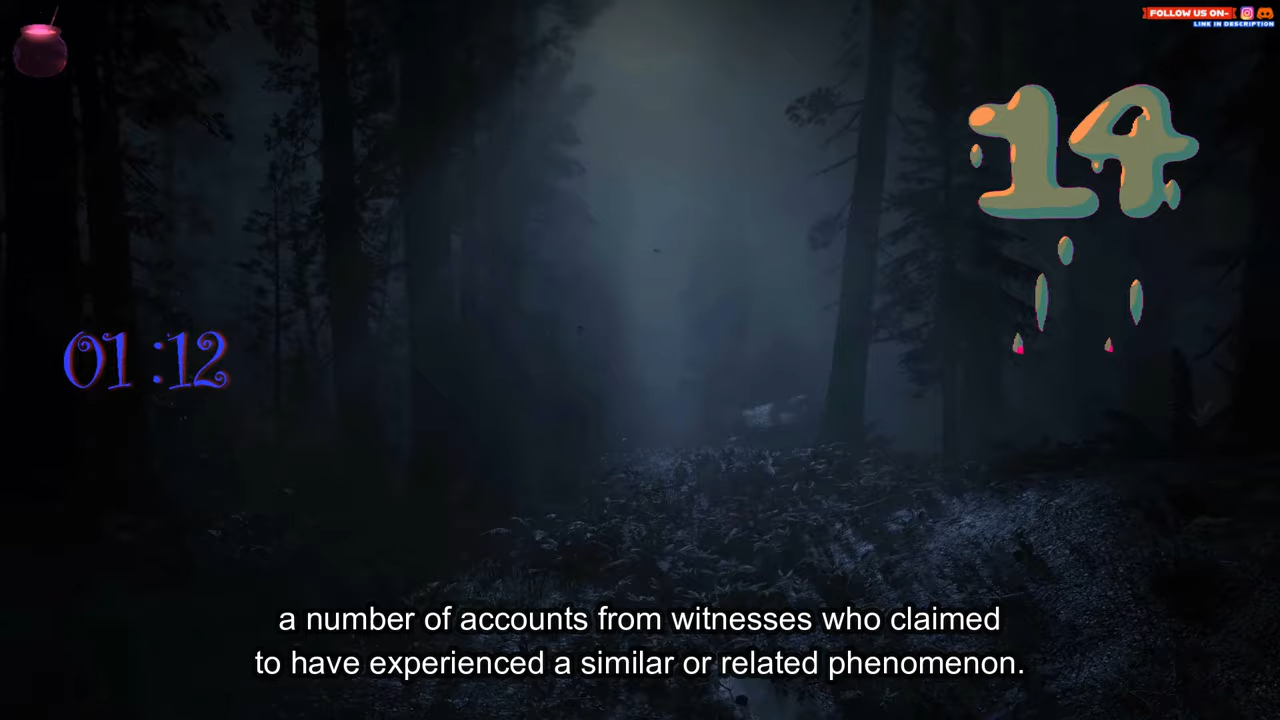 FOLLOW US ON-
LINK IN DESCRIPTION
14
01 :12
a number of accounts from witnesses who claimed
to have experienced a similar or related phenomenon.